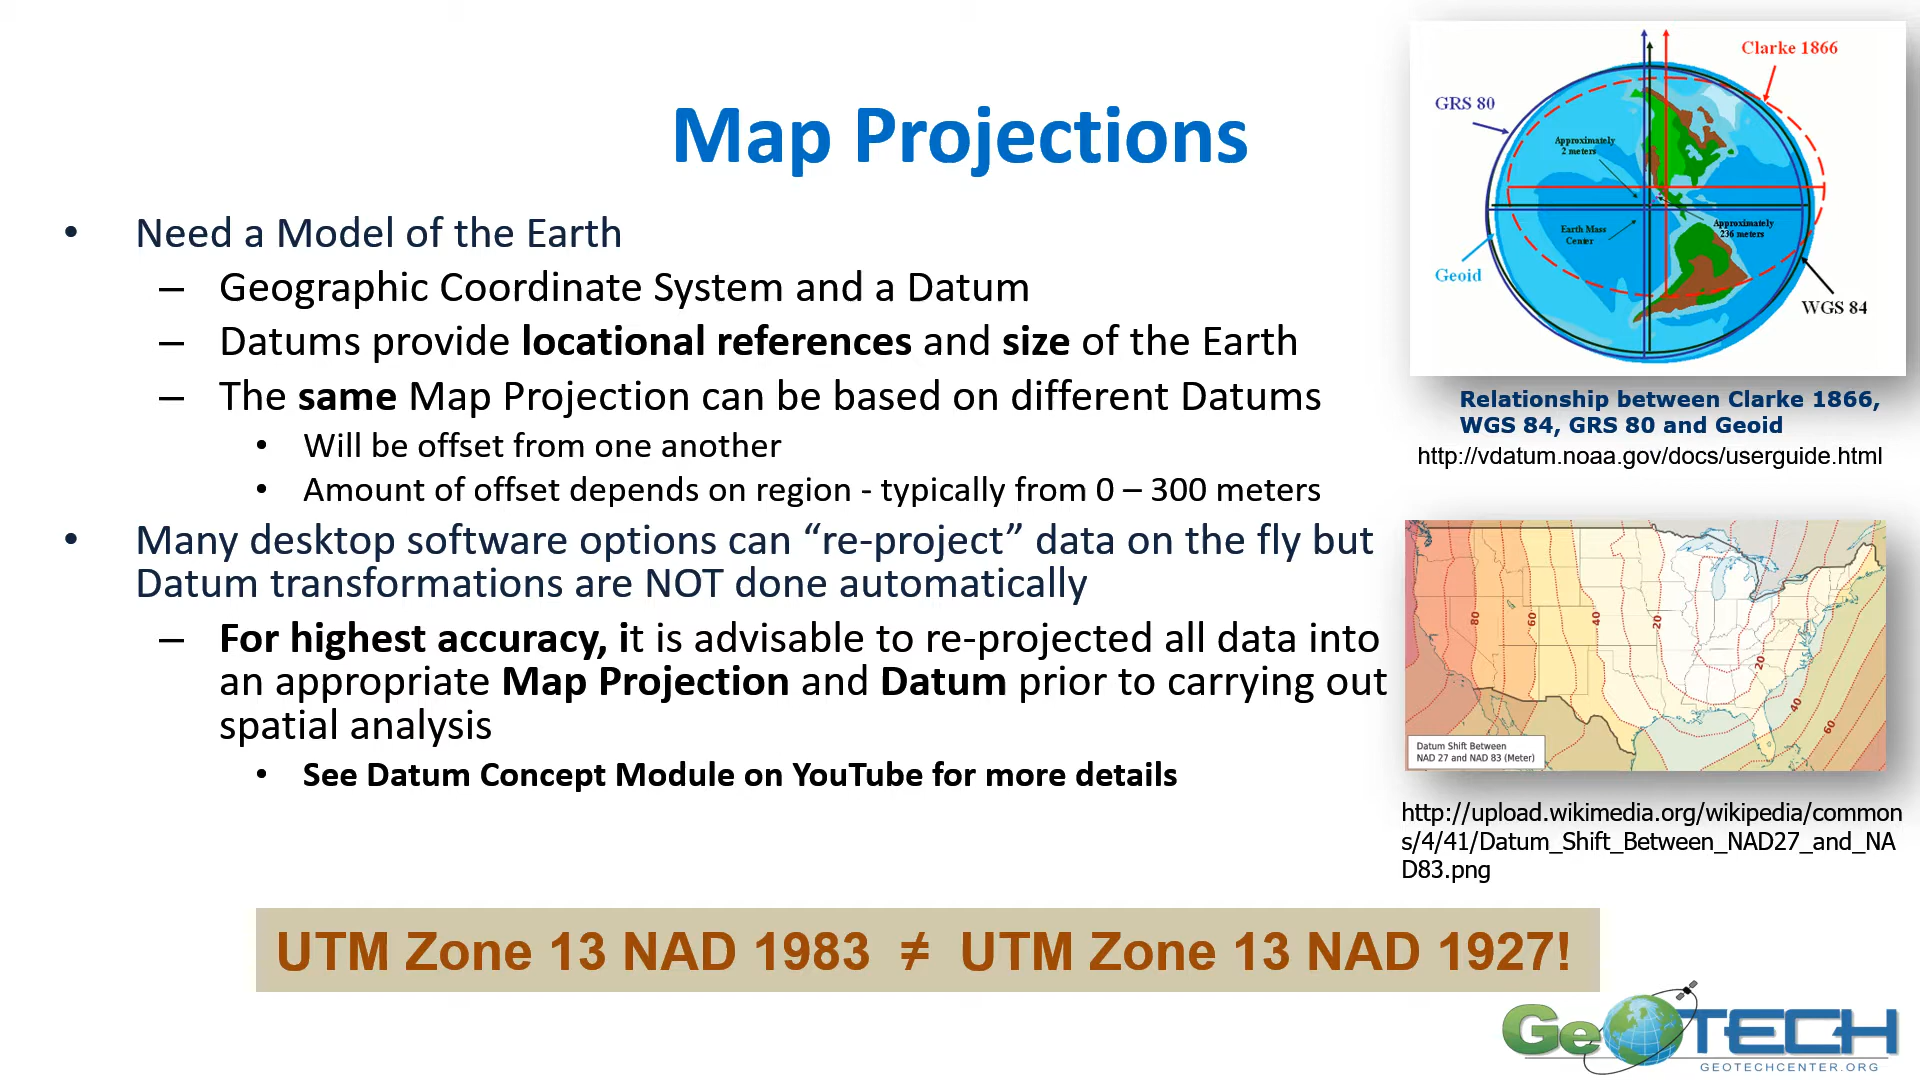 Map Projections
• Need a Model of the Earth
– Geographic Coordinate System and a Datum
– Datums provide locational references and size of the Earth
– The same Map Projection can be based on different Datums
• Will be offset from one another
• Amount of offset depends on region - typically from 0 – 300 meters
• Many desktop software options can “re-project” data on the fly but
Datum transformations are NOT done automatically
– For highest accuracy, it is advisable to re-projected all data into
an appropriate Map Projection and Datum prior to carrying out
spatial analysis
• See Datum Concept Module on YouTube for more details
Clarke 1866
GRS 80
Approximately
2 meters
Approximately
236 meters
Earth Mass
Center
Geoid
WGS 84
Relationship between Clarke 1866,
WGS 84, GRS 80 and Geoid
http://vdatum.noaa.gov/docs/userguide.html
80
60
40
20
20
40
60
Datum Shift Between
NAD 27 and NAD 83 (Meter)
http://upload.wikimedia.org/wikipedia/common
s/4/41/Datum_Shift_Between_NAD27_and_NA
D83.png
UTM Zone 13 NAD 1983 ≠ UTM Zone 13 NAD 1927!
GeoTECH
GEOTECHCENTER.ORG